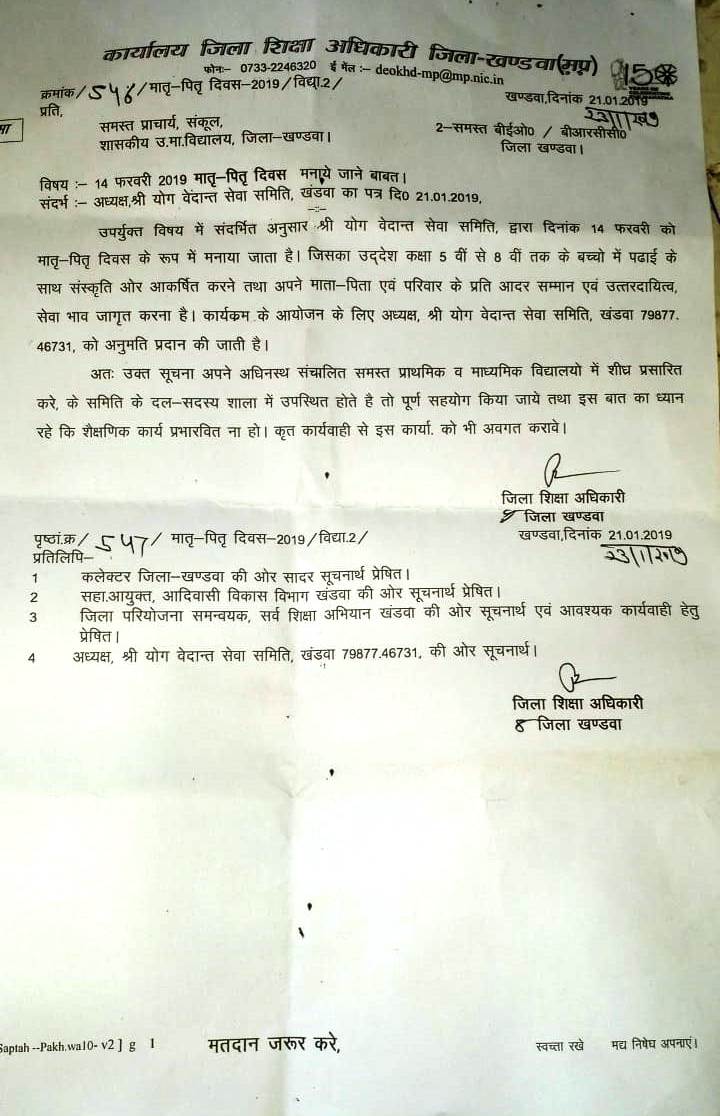 कार्यालय जिला शिक्षा अधिकारी जिला-खण्डवा(मप्र)
फोनः– 0733-2246320 ई मेंल :– deokhd-mp@mp.nic.in
150
क्रमांक/546/मातृ–पितृ दिवस–2019/विद्या.2/
खण्डवा,दिनांक 21.01.2019
23/1/2019
प्रति,
मा
समस्त प्राचार्य, संकूल,
शासकीय उ.मा.विद्यालय, जिला–खण्डवा।
2–समस्त बीईओ0 / बीआरसीसी0
जिला खण्डवा।
विषय :– 14 फरवरी 2019 मातृ–पितृ दिवस मनाये जाने बाबत।
संदर्भ :– अध्यक्ष,श्री योग वेदान्त सेवा समिति, खंडवा का पत्र दि0 21.01.2019,
–:–
उपर्युक्त विषय में संदर्भित अनुसार श्री योग वेदान्त सेवा समिति, द्वारा दिनांक 14 फरवरी को
मातृ–पितृ दिवस के रूप में मनाया जाता है। जिसका उद्देश कक्षा 5 वीं से 8 वीं तक के बच्चो में पढाई के
साथ संस्कृति ओर आकर्षित करने तथा अपने माता–पिता एवं परिवार के प्रति आदर सम्मान एवं उत्तरदायित्व,
सेवा भाव जागृत करना है। कार्यकम के आयोजन के लिए अध्यक्ष, श्री योग वेदान्त सेवा समिति, खंडवा 79877.
46731, को अनुमति प्रदान की जाती है।
अतः उक्त सूचना अपने अधिनस्थ संचालित समस्त प्राथमिक व माध्यमिक विद्यालयो में शीघ्र प्रसारित
करे, के समिति के दल–सदस्य शाला में उपस्थित होते है तो पूर्ण सहयोग किया जाये तथा इस बात का ध्यान
रहे कि शैक्षणिक कार्य प्रभारवित ना हो। कृत कार्यवाही से इस कार्या. को भी अवगत करावे।
जिला शिक्षा अधिकारी
जिला खण्डवा
पृष्ठां.क्र/547/ मातृ–पितृ दिवस–2019/विद्या.2/
खण्डवा,दिनांक 21.01.2019
23/1/2019
प्रतिलिपि–
1 कलेक्टर जिला–खण्डवा की ओर सादर सूचनार्थ प्रेषित।
2 सहा.आयुक्त, आदिवासी विकास विभाग खंडवा की ओर सूचनार्थ प्रेषित।
3 जिला परियोजना समन्वयक, सर्व शिक्षा अभियान खंडवा की ओर सूचनार्थ एवं आवश्यक कार्यवाही हेतु
प्रेषित।
4 अध्यक्ष, श्री योग वेदान्त सेवा समिति, खंडवा 79877.46731, की ओर सूचनार्थ।
जिला शिक्षा अधिकारी
जिला खण्डवा
Saptah --Pakh.wa10- v2 ] g 1
मतदान जरूर करे,
स्वच्ता रखे मद्य निषेघ अपनाएं।